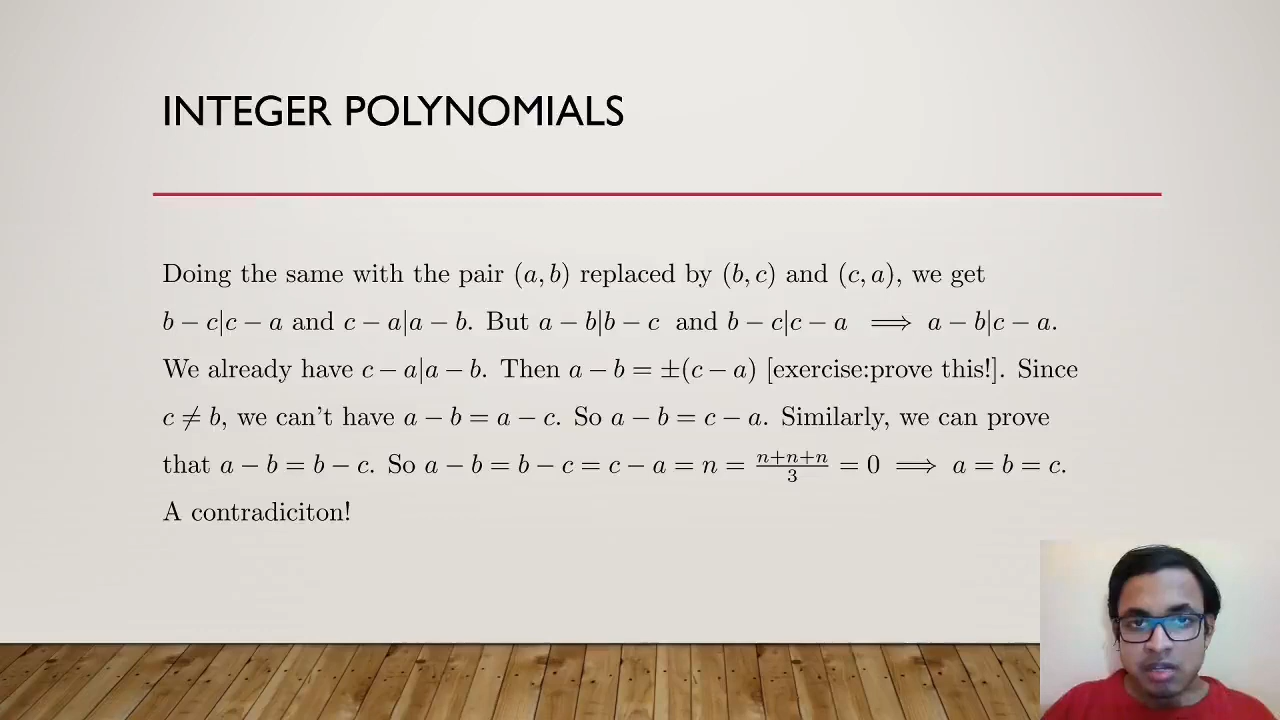 INTEGER POLYNOMIALS
Doing the same with the pair (a, b) replaced by (b, c) and (c, a), we get
b − c|c − a and c − a|a − b. But a − b|b − c and b − c|c − a ⟹ a − b|c − a.
We already have c − a|a − b. Then a − b = ±(c − a) [exercise:prove this!]. Since
c ≠ b, we can't have a − b = a − c. So a − b = c − a. Similarly, we can prove
that a − b = b − c. So a − b = b − c = c − a = n = \frac{n+n+n}{3} = 0 ⟹ a = b = c.
A contradiciton!